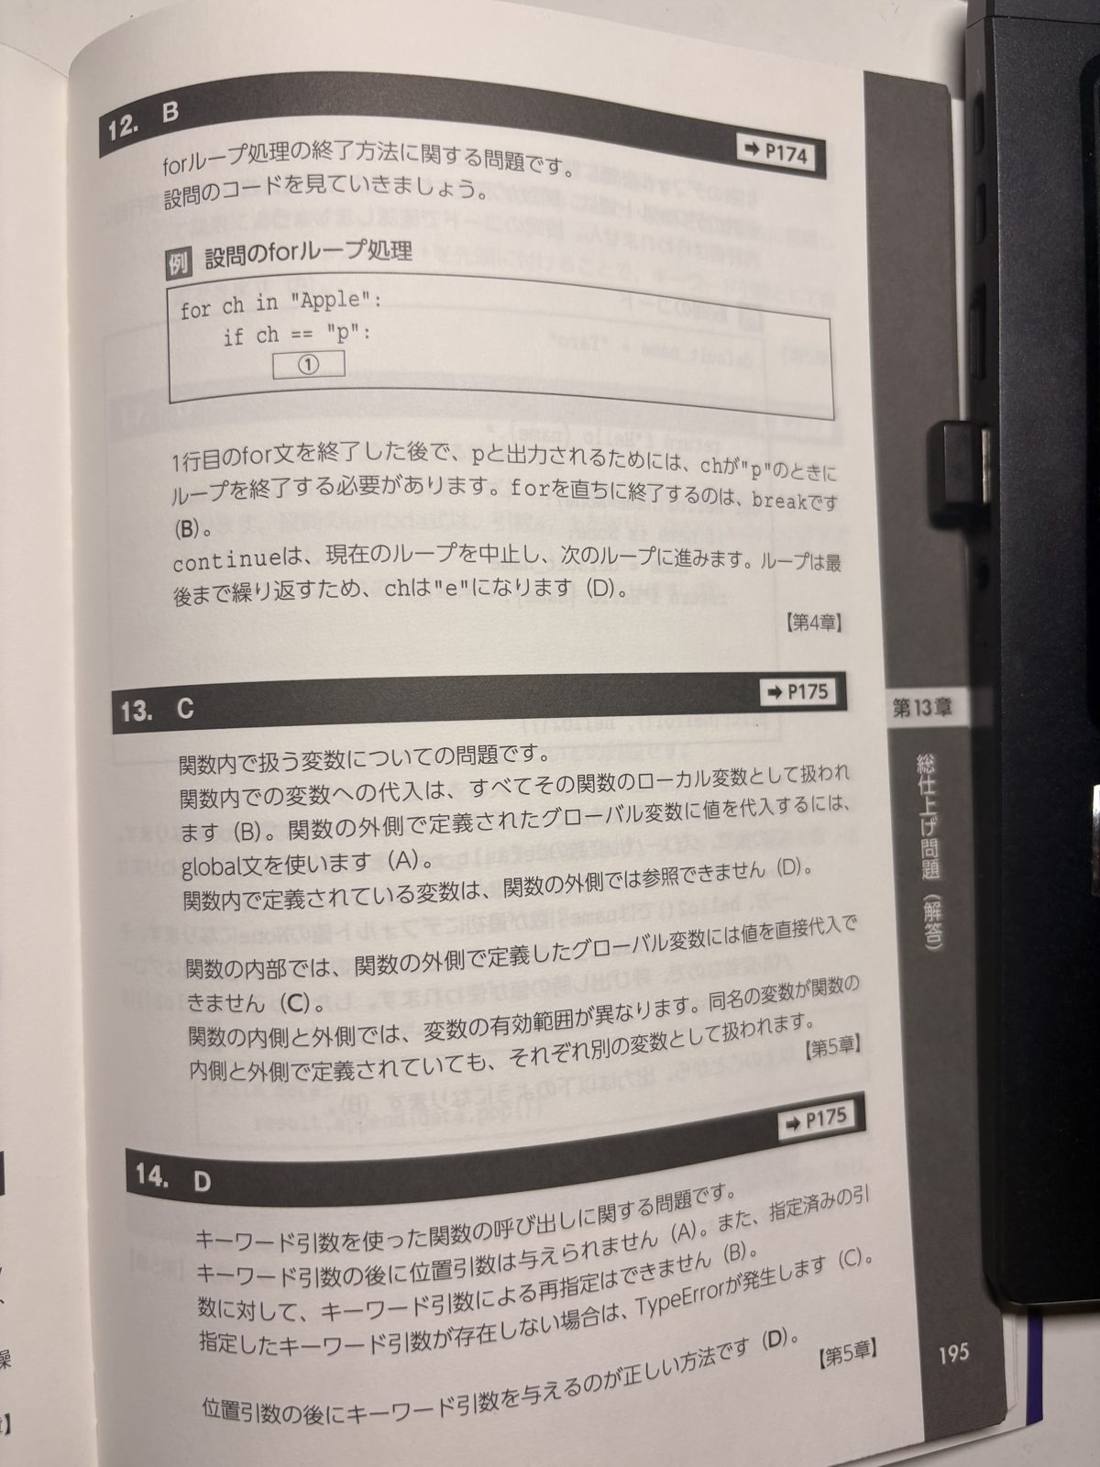 12. B
➡ P174
forループ処理の終了方法に関する問題です。
設問のコードを見ていきましょう。
例 設問のforループ処理
for ch in "Apple":
    if ch == "p":
        ①
1行目のfor文を終了した後で、pと出力されるためには、chが"p"のときに
ループを終了する必要があります。forを直ちに終了するのは、breakです
(B)。
continueは、現在のループを中止し、次のループに進みます。ループは最
後まで繰り返すため、chは"e"になります（D）。
【第4章】
13. C
➡ P175
関数内で扱う変数についての問題です。
関数内での変数への代入は、すべてその関数のローカル変数として扱われ
ます（B）。関数の外側で定義されたグローバル変数に値を代入するには、
global文を使います（A）。
関数内で定義されている変数は、関数の外側では参照できません（D）。
関数の内部では、関数の外側で定義したグローバル変数には値を直接代入で
きません（C）。
関数の内側と外側では、変数の有効範囲が異なります。同名の変数が関数の
内側と外側で定義されていても、それぞれ別の変数として扱われます。
【第5章】
14. D
➡ P175
キーワード引数を使った関数の呼び出しに関する問題です。
キーワード引数の後に位置引数は与えられません（A）。また、指定済みの引
数に対して、キーワード引数による再指定はできません（B）。
指定したキーワード引数が存在しない場合は、TypeErrorが発生します（C）。
位置引数の後にキーワード引数を与えるのが正しい方法です（D）。
【第5章】
第13章
総仕上げ問題（解答）
195